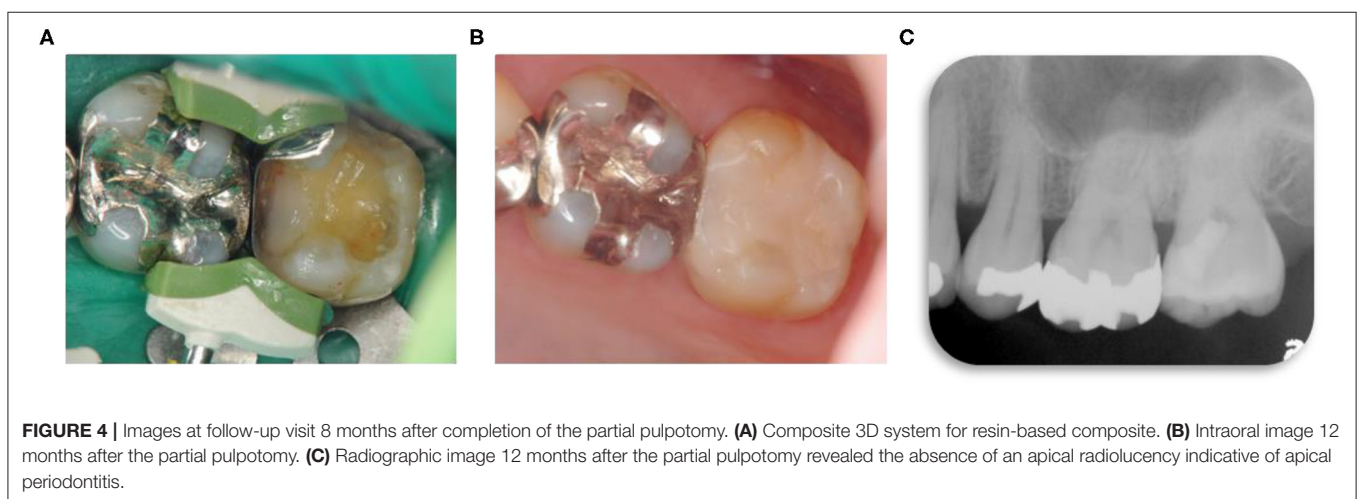 A
B
C
FIGURE 4 | Images at follow-up visit 8 months after completion of the partial pulpotomy. (A) Composite 3D system for resin-based composite. (B) Intraoral image 12
months after the partial pulpotomy. (C) Radiographic image 12 months after the partial pulpotomy revealed the absence of an apical radiolucency indicative of apical
periodontitis.